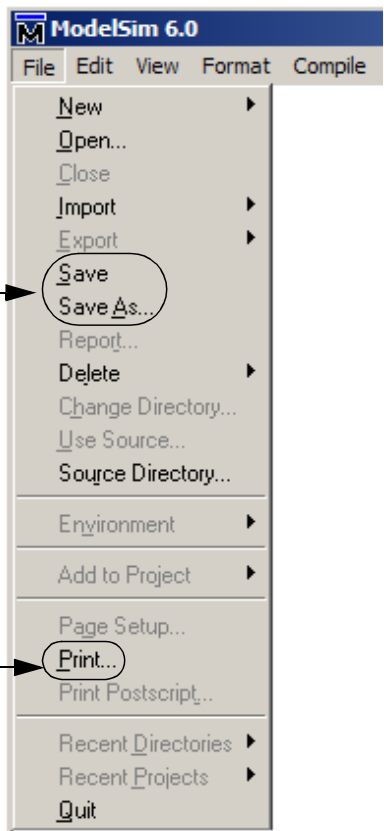 ModelSim 6.0
File Edit View Format Compile
New
Open...
Close
Import
Export
Save
Save As...
Report...
Delete
Change Directory...
Use Source...
Source Directory...
Environment
Add to Project
Page Setup...
Print...
Print Postscript...
Recent Directories
Recent Projects
Quit